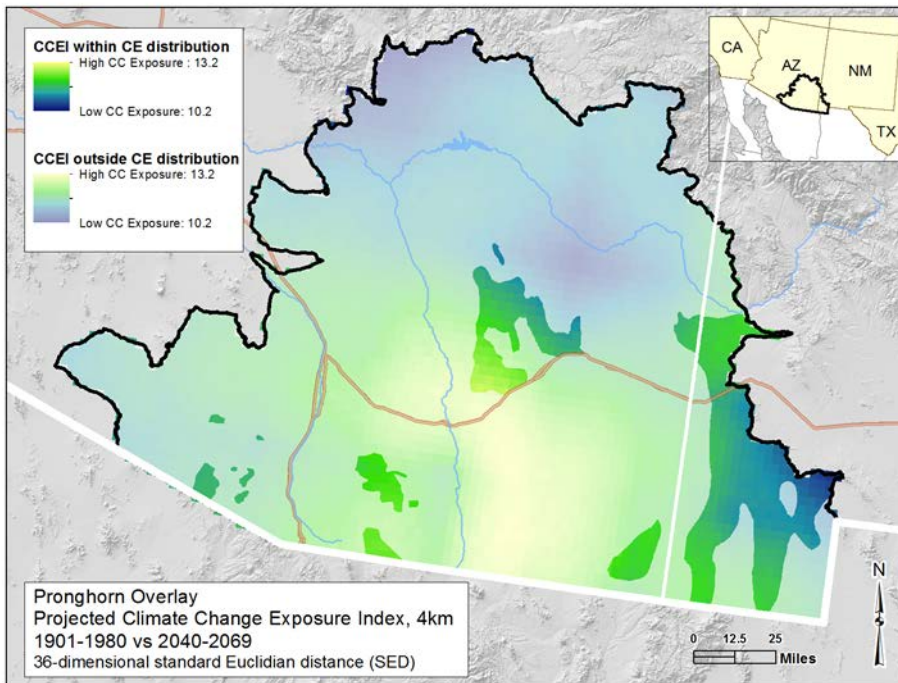 CCEI within CE distribution
High CC Exposure : 13.2
Low CC Exposure: 10.2
CCEI outside CE distribution
High CC Exposure: 13.2
Low CC Exposure: 10.2
CA
AZ
NM
TX
Pronghorn Overlay
Projected Climate Change Exposure Index, 4km
1901-1980 vs 2040-2069
36-dimensional standard Euclidian distance (SED)
0 12.5 25
Miles
N